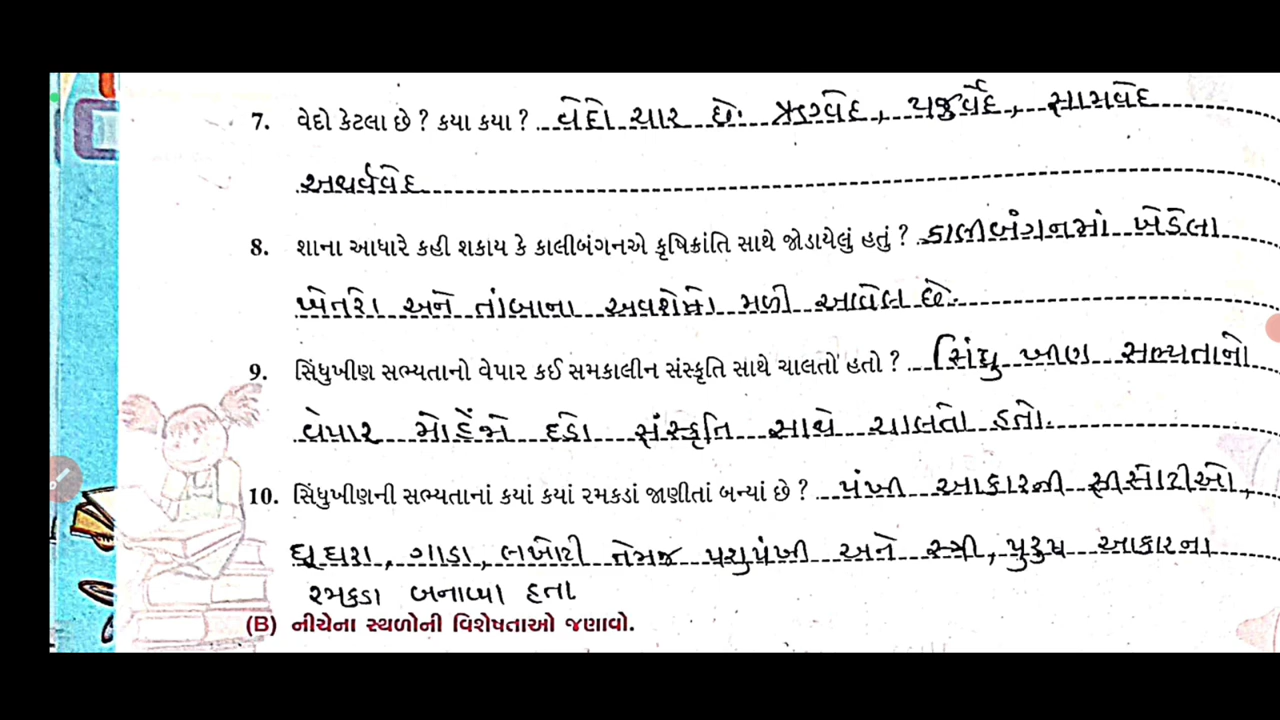 7. વેદો કેટલા છે ? કયા કયા ? વેદો ચાર છે. ઋગ્વેદ, યજુર્વેદ, સામવેદ
અથર્વવેદ
8. શાના આધારે કહી શકાય કે કાલીબંગનએ કૃષિક્રાંતિ સાથે જોડાયેલું હતું ? કાલીબંગનમાં ખેડેલા
ખેતરો અને તાંબાના અવશેષો મળી આવેલ છે.
9. સિંધુખીણ સભ્યતાનો વેપાર કઈ સમકાલીન સંસ્કૃતિ સાથે ચાલતો હતો ? સિંધુ ખીણ સભ્યતાનો
વેપાર મોહેંજો દડો સંસ્કૃતિ સાથે ચાલતો હતો.
10. સિંધુખીણની સભ્યતાનાં કયાં કયાં રમકડાં જાણીતાં બન્યાં છે ? પંખી આકારની સીસોટીઓ,
ઘૂઘરા, ગાડા, લખોટી તેમજ પશુપંખી અને સ્ત્રી, પુરુષ આકારના
રમકડા બનાવ્યા હતા
(B) નીચેના સ્થળોની વિશેષતાઓ જણાવો.